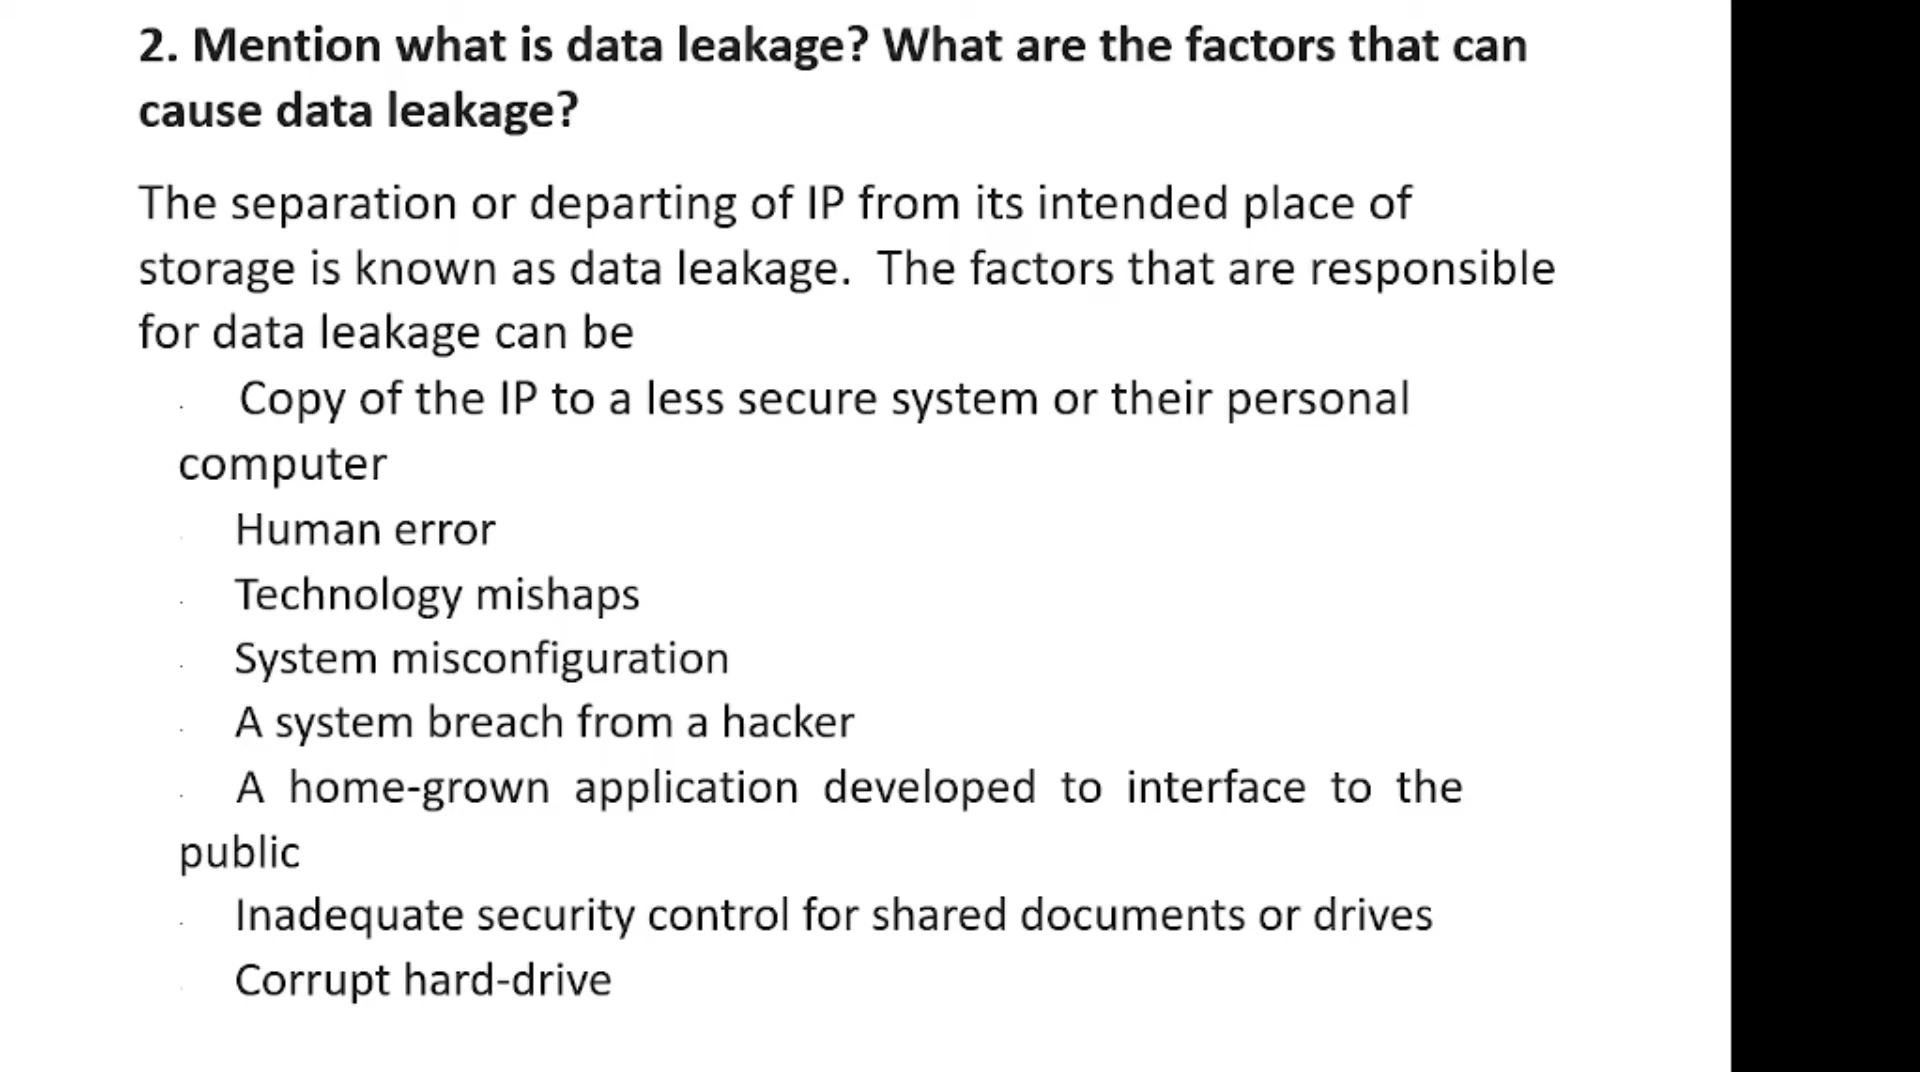 2. Mention what is data leakage? What are the factors that can
cause data leakage?
The separation or departing of IP from its intended place of
storage is known as data leakage.  The factors that are responsible
for data leakage can be
· Copy of the IP to a less secure system or their personal
computer
· Human error
· Technology mishaps
· System misconfiguration
· A system breach from a hacker
· A home-grown application developed to interface to the
public
· Inadequate security control for shared documents or drives
· Corrupt hard-drive